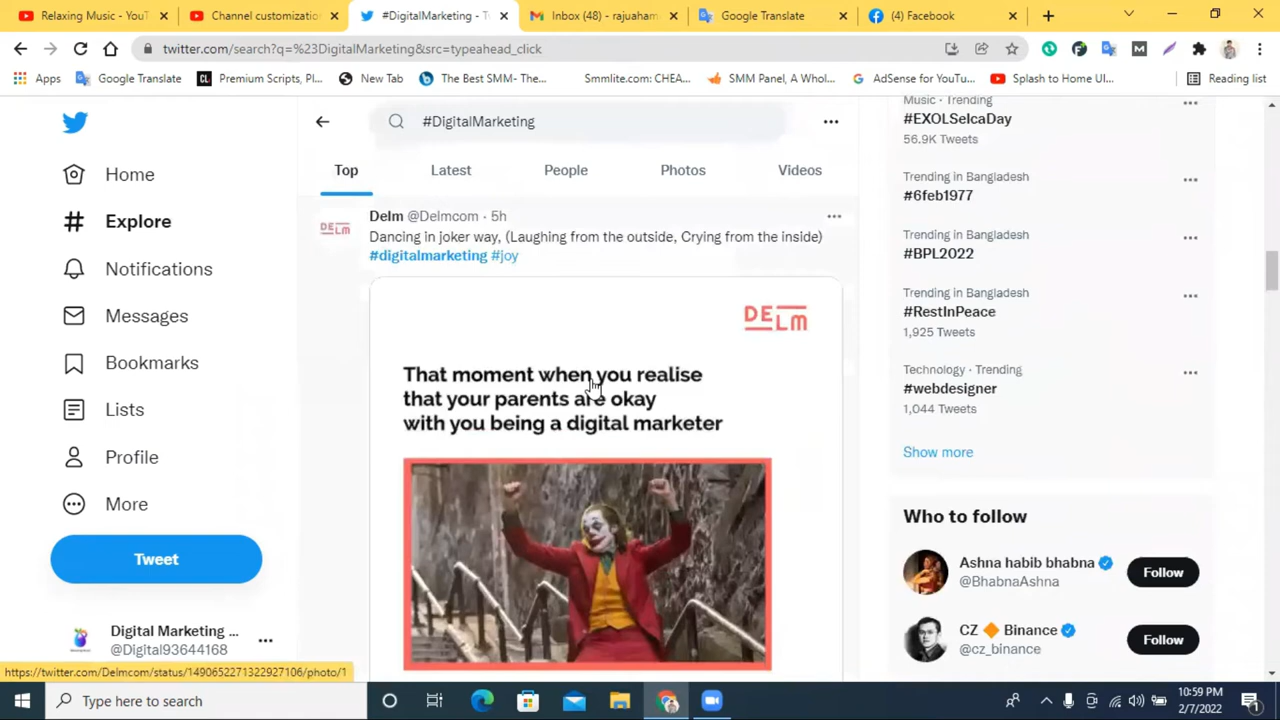 Relaxing Music - YouT
Channel customizatio
#DigitalMarketing - T
Inbox (48) - rajuaham
Google Translate
(4) Facebook
twitter.com/search?q=%23DigitalMarketing&src=typeahead_click
Apps
Google Translate
CL
Premium Scripts, Pl...
New Tab
The Best SMM- The...
Smmlite.com: CHEA...
SMM Panel, A Whol...
AdSense for YouTu...
Splash to Home UI...
Reading list
Home
Explore
Notifications
Messages
Bookmarks
Lists
Profile
More
Tweet
Digital Marketing ...
@Digital93644168
https://twitter.com/Delmcom/status/1490652271322927106/photo/1
#DigitalMarketing
Top
Latest
People
Photos
Videos
DELM
Delm @Delmcom · 5h
Dancing in joker way, (Laughing from the outside, Crying from the inside)
#digitalmarketing #joy
DELM
That moment when you realise
that your parents are okay
with you being a digital marketer
Music · Trending
#EXOLSelcaDay
56.9K Tweets
Trending in Bangladesh
#6feb1977
Trending in Bangladesh
#BPL2022
Trending in Bangladesh
#RestInPeace
1,925 Tweets
Technology · Trending
#webdesigner
1,044 Tweets
Show more
Who to follow
Ashna habib bhabna
@BhabnaAshna
Follow
CZ 🔶 Binance
@cz_binance
Follow
Type here to search
10:59 PM
2/7/2022
1